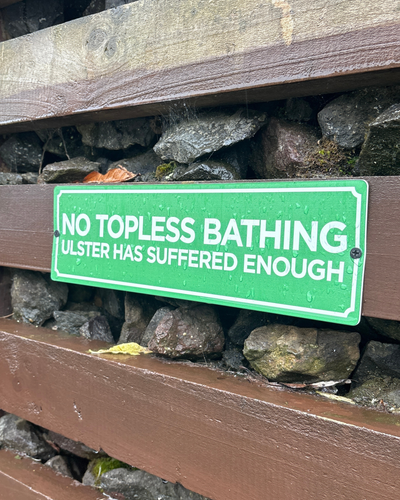 NO TOPLESS BATHING
ULSTER HAS SUFFERED ENOUGH